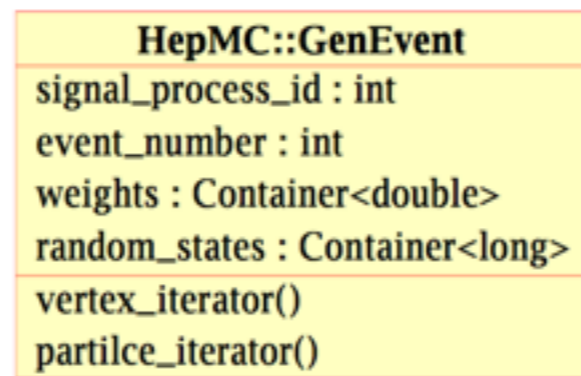 HepMC::GenEvent
signal_process_id : int
event_number : int
weights : Container<double>
random_states : Container<long>
vertex_iterator()
partilce_iterator()